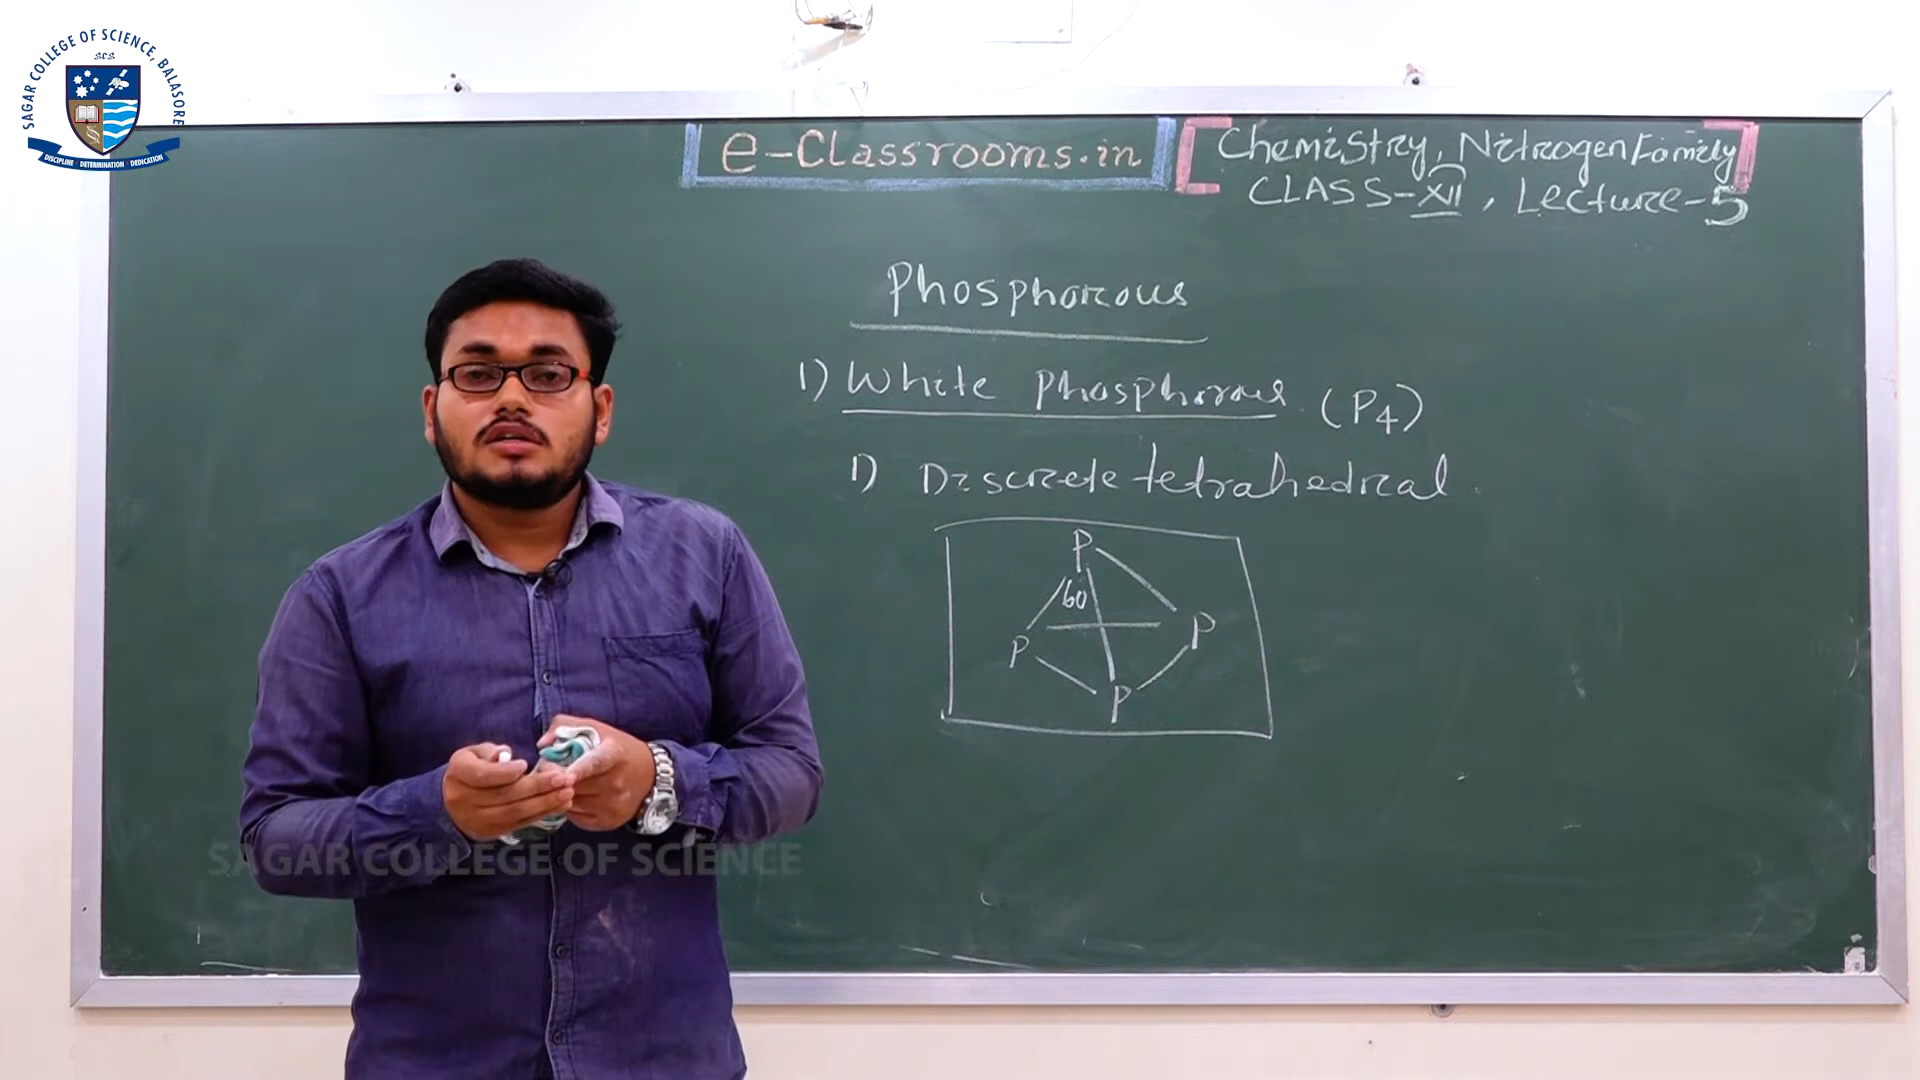 SAGAR COLLEGE OF SCIENCE, BALASORE
SCS
DISCIPLINE · DETERMINATION · DEDICATION
e-Classrooms.in
Chemistry, Nitrogen Family
CLASS-XII, Lecture-5
Phosphorous
1) White phosphorous (P4)
1) Discrete tetrahedral
P
60
P
P
P
SAGAR COLLEGE OF SCIENCE